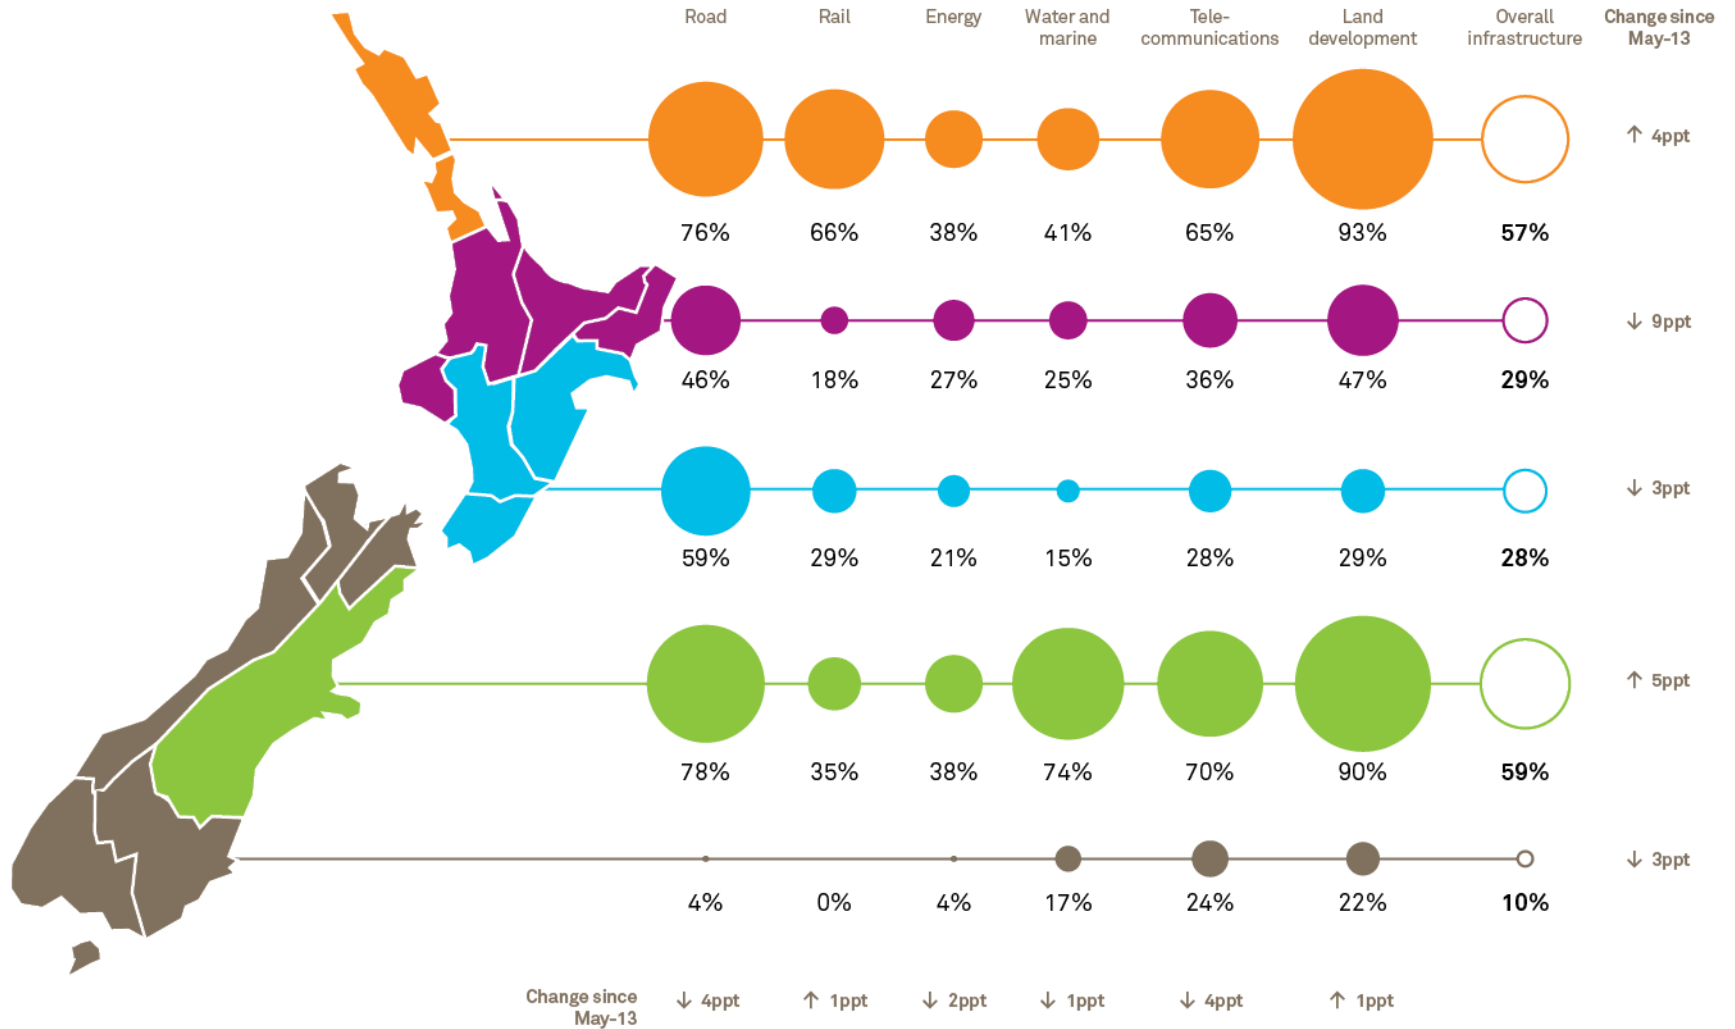 Road Rail Energy Water and marine Tele- communications Land development Overall infrastructure Change since May-13
↑ 4ppt
76% 66% 38% 41% 65% 93% 57%
↓ 9ppt
46% 18% 27% 25% 36% 47% 29%
↓ 3ppt
59% 29% 21% 15% 28% 29% 28%
↑ 5ppt
78% 35% 38% 74% 70% 90% 59%
↓ 3ppt
4% 0% 4% 17% 24% 22% 10%
Change since May-13 ↓ 4ppt ↑ 1ppt ↓ 2ppt ↓ 1ppt ↓ 4ppt ↑ 1ppt